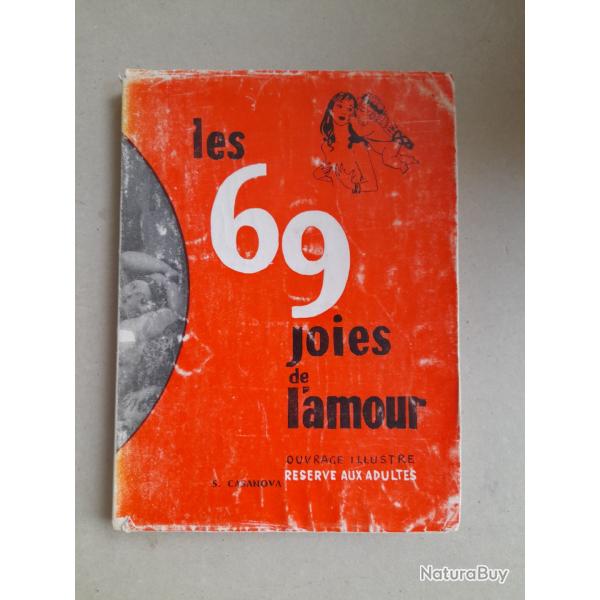 les
69
joies
de
l'amour
OUVRAGE ILLUSTRE
S. CASANOVA RESERVE AUX ADULTES
NaturaBuy